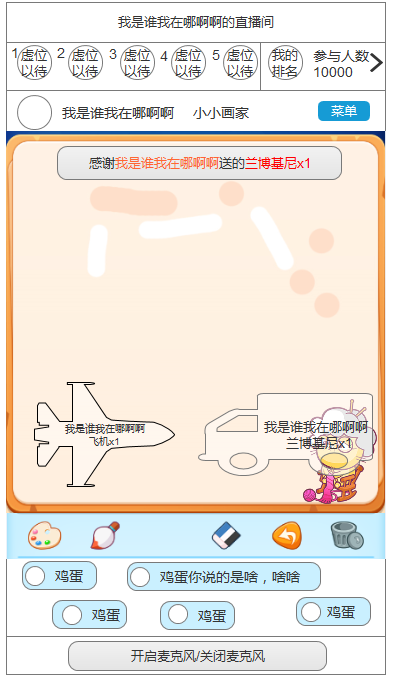 我是谁我在哪啊啊的直播间
1 虚位以待 2 虚位以待 3 虚位以待 4 虚位以待 5 虚位以待 我的排名 参与人数 10000
我是谁我在哪啊啊 小小画家 菜单
感谢我是谁我在哪啊啊送的兰博基尼x1
我是谁我在哪啊啊
飞机x1
我是谁我在哪啊啊
兰博基尼x1
鸡蛋 鸡蛋你说的是啥，啥啥
鸡蛋 鸡蛋 鸡蛋
开启麦克风/关闭麦克风